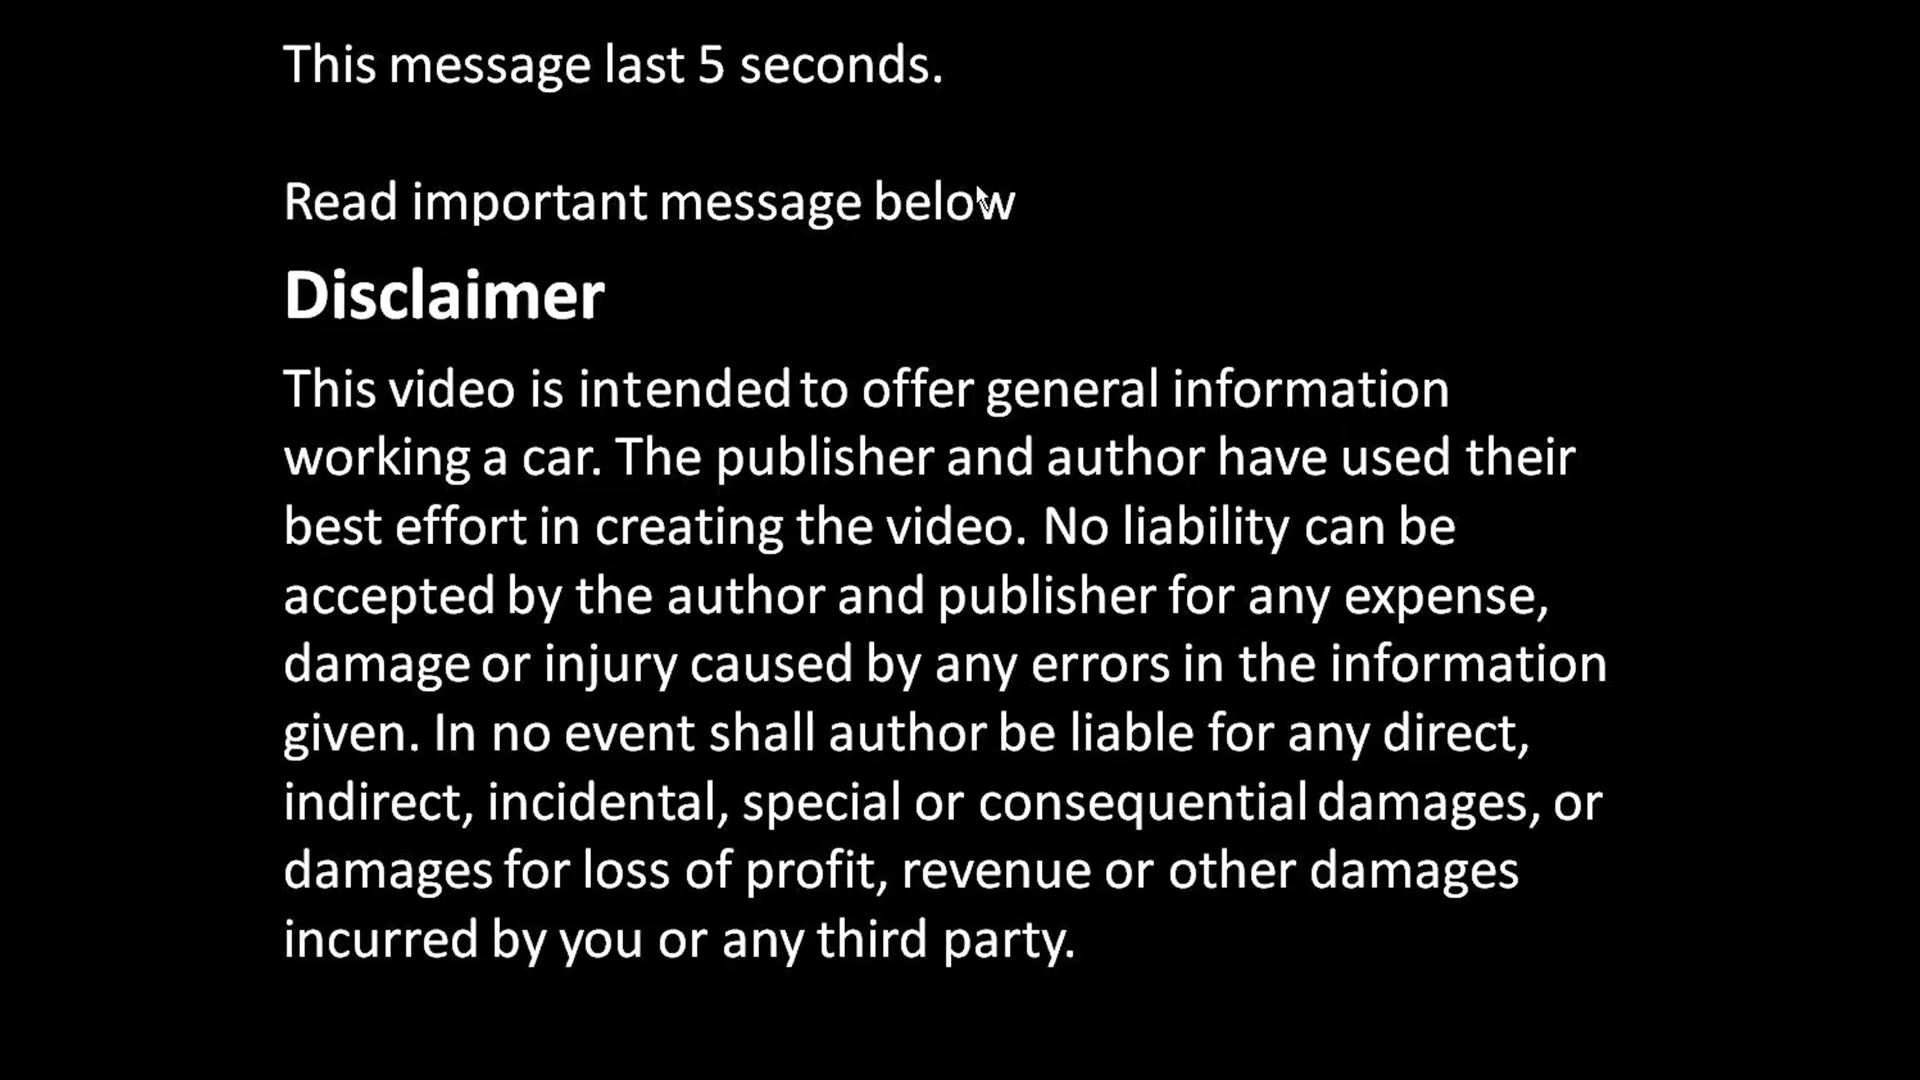 This message last 5 seconds.
Read important message below
Disclaimer
This video is intended to offer general information
working a car. The publisher and author have used their
best effort in creating the video. No liability can be
accepted by the author and publisher for any expense,
damage or injury caused by any errors in the information
given. In no event shall author be liable for any direct,
indirect, incidental, special or consequential damages, or
damages for loss of profit, revenue or other damages
incurred by you or any third party.